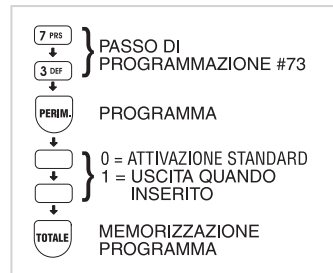 7 PRS
PASSO DI
PROGRAMMAZIONE #73
3 DEF
PERIM.
PROGRAMMA
0 = ATTIVAZIONE STANDARD
1 = USCITA QUANDO
INSERITO
TOTALE
MEMORIZZAZIONE
PROGRAMMA